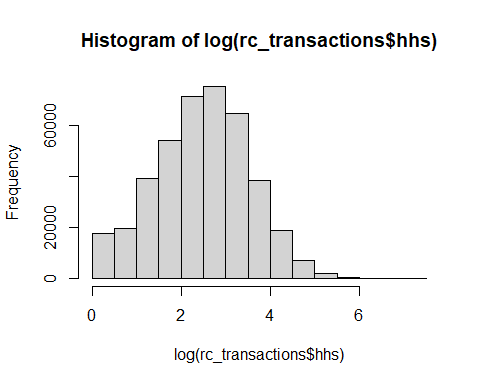 Histogram of log(rc_transactions$hhs)
Frequency
60000
20000
0
0 2 4 6
log(rc_transactions$hhs)